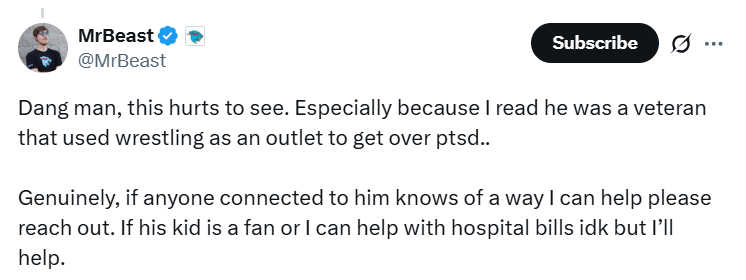 MrBeast
@MrBeast
Subscribe
Dang man, this hurts to see. Especially because I read he was a veteran
that used wrestling as an outlet to get over ptsd..
Genuinely, if anyone connected to him knows of a way I can help please
reach out. If his kid is a fan or I can help with hospital bills idk but I’ll
help.